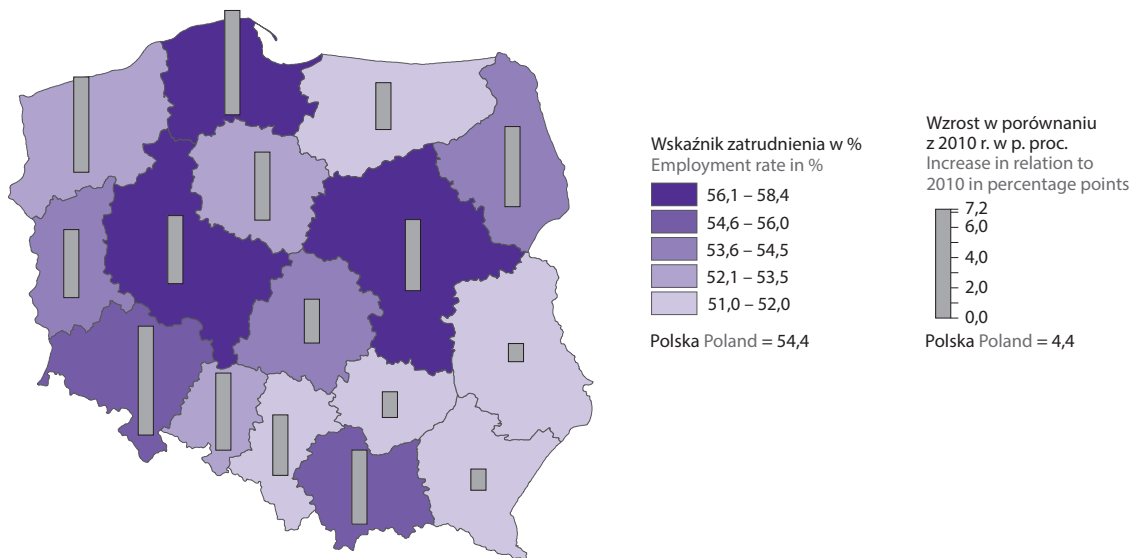 Wskaźnik zatrudnienia w %
Employment rate in %
56,1 – 58,4
54,6 – 56,0
53,6 – 54,5
52,1 – 53,5
51,0 – 52,0
Polska Poland = 54,4
Wzrost w porównaniu
z 2010 r. w p. proc.
Increase in relation to
2010 in percentage points
7,2
6,0
4,0
2,0
0,0
Polska Poland = 4,4